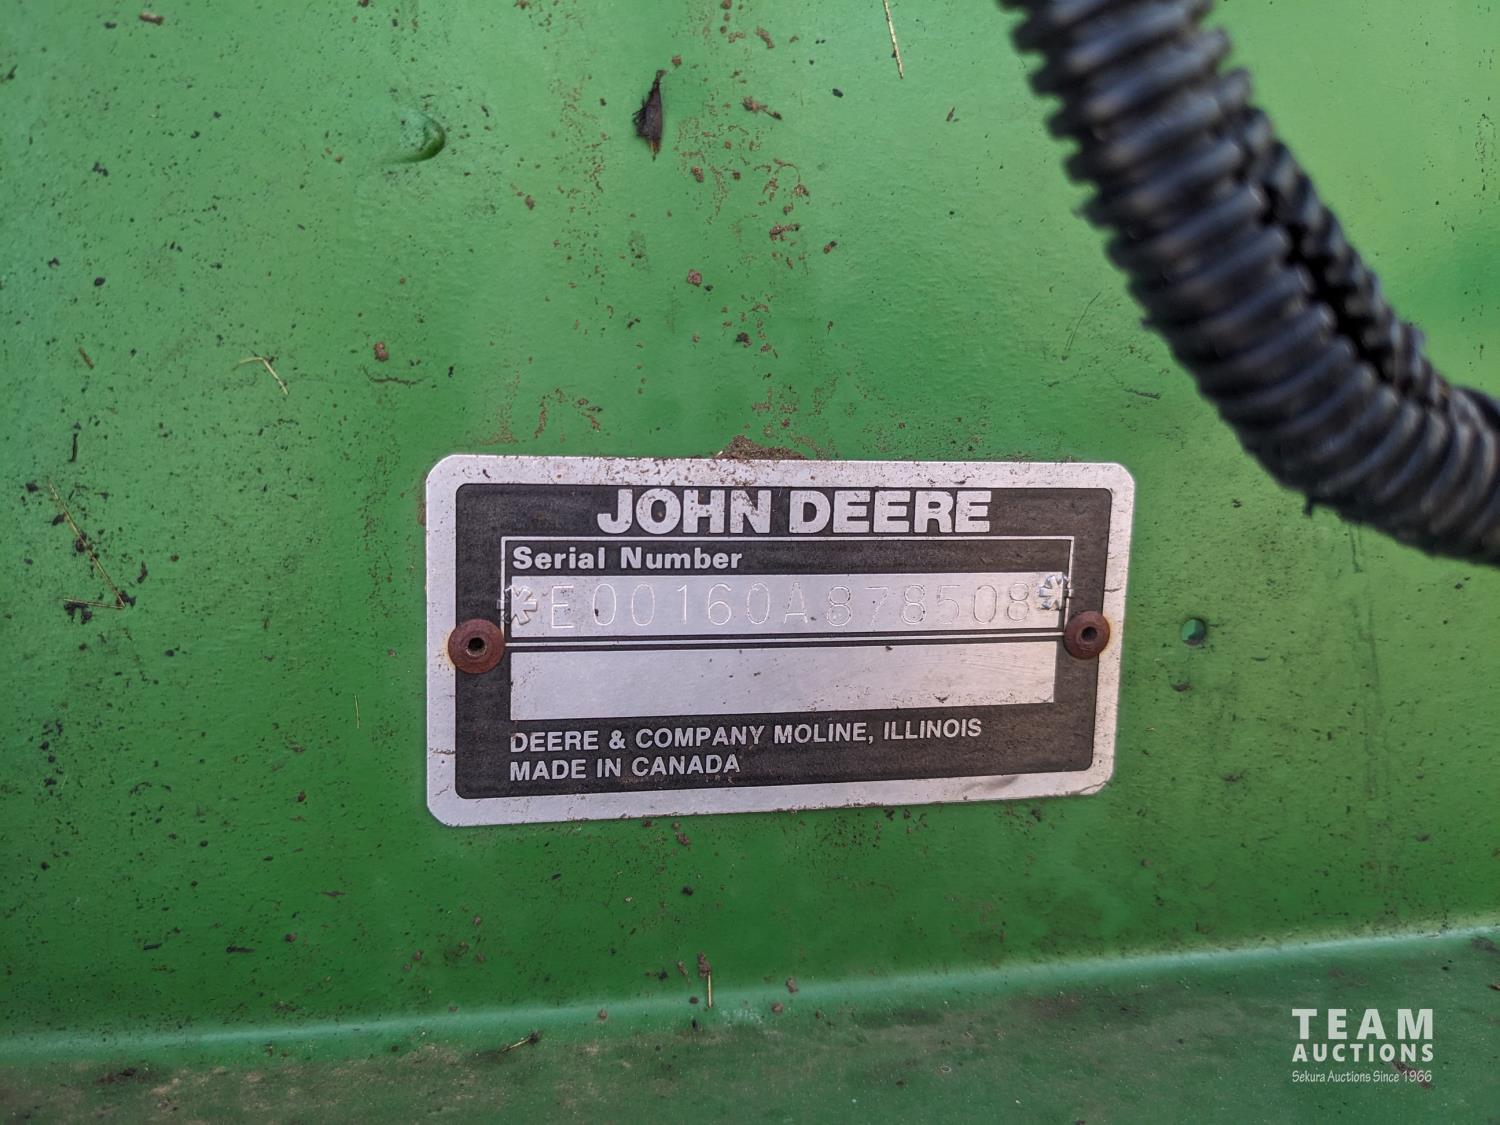 JOHN DEERE
Serial Number
*E00160A878508*
DEERE & COMPANY MOLINE, ILLINOIS
MADE IN CANADA
TEAM
AUCTIONS
Sekura Auctions Since 1966